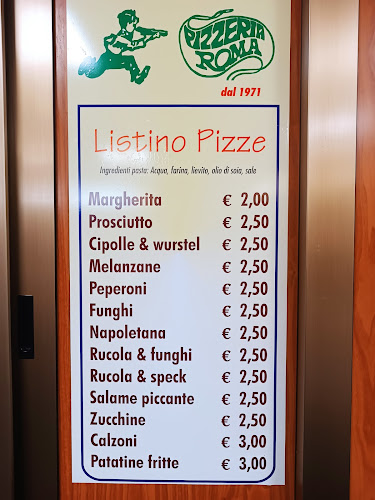 PIZZERIA
ROMA
dal 1971
Listino Pizze
Ingredienti pasta: Acqua, farina, lievito, olio di soia, sale
Margherita € 2,00
Prosciutto € 2,50
Cipolle & wurstel € 2,50
Melanzane € 2,50
Peperoni € 2,50
Funghi € 2,50
Napoletana € 2,50
Rucola & funghi € 2,50
Rucola & speck € 2,50
Salame piccante € 2,50
Zucchine € 2,50
Calzoni € 3,00
Patatine fritte € 3,00